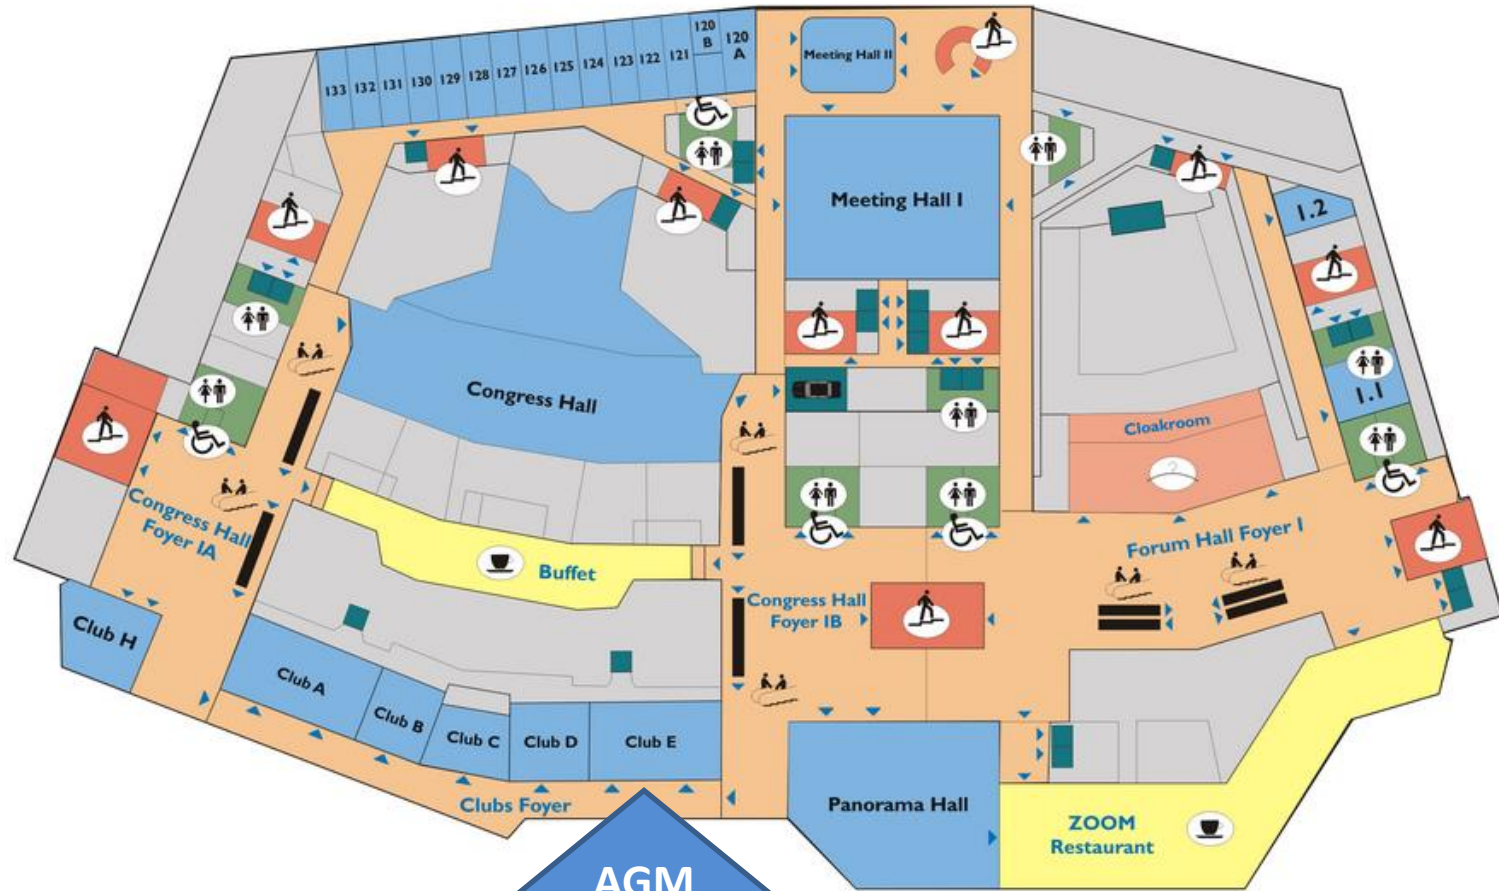 133
132
131
130
129
128
127
126
125
124
123
122
121
120
B
120
A
Meeting Hall II
Meeting Hall I
1.2
1.1
Congress Hall
Cloakroom
Congress Hall
Foyer IA
Buffet
Congress Hall
Foyer IB
Forum Hall Foyer I
Club H
Club A
Club B
Club C
Club D
Club E
Clubs Foyer
Panorama Hall
ZOOM
Restaurant
AGM